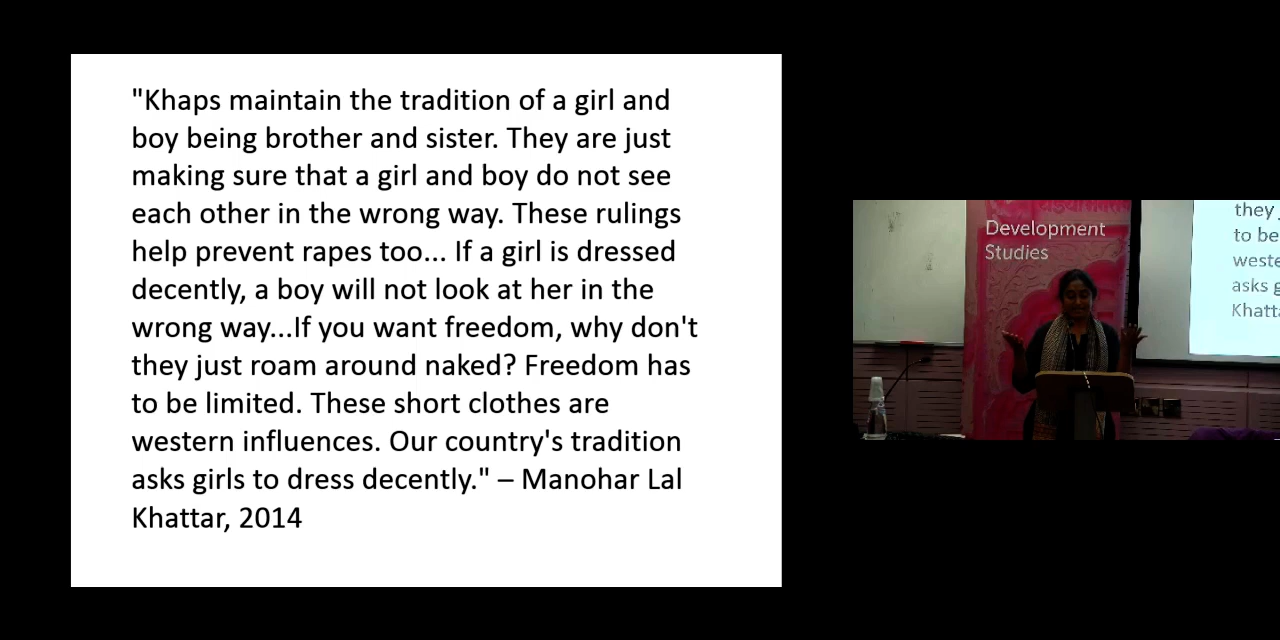 "Khaps maintain the tradition of a girl and
boy being brother and sister. They are just
making sure that a girl and boy do not see
each other in the wrong way. These rulings
help prevent rapes too... If a girl is dressed
decently, a boy will not look at her in the
wrong way...If you want freedom, why don't
they just roam around naked? Freedom has
to be limited. These short clothes are
western influences. Our country's tradition
asks girls to dress decently." – Manohar Lal
Khattar, 2014
Development
Studies
they
to be
weste
asks g
Khatta